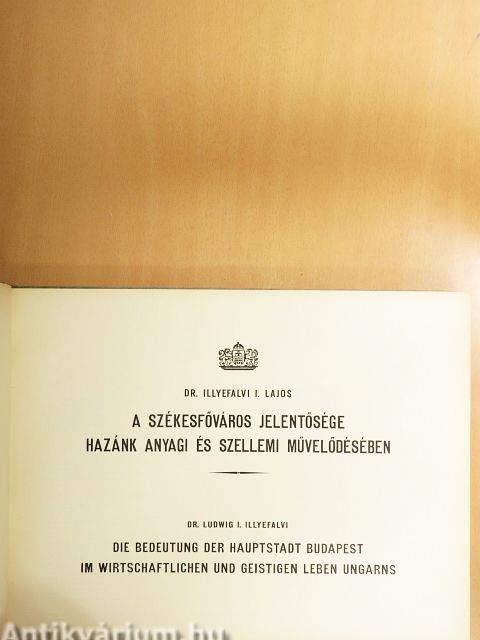 DR. ILLYEFALVI I. LAJOS
A SZÉKESFŐVÁROS JELENTŐSÉGE
HAZÁNK ANYAGI ÉS SZELLEMI MŰVELŐDÉSÉBEN
DR. LUDWIG I. ILLYEFALVI
DIE BEDEUTUNG DER HAUPTSTADT BUDAPEST
IM WIRTSCHAFTLICHEN UND GEISTIGEN LEBEN UNGARNS
Antikvárium.hu